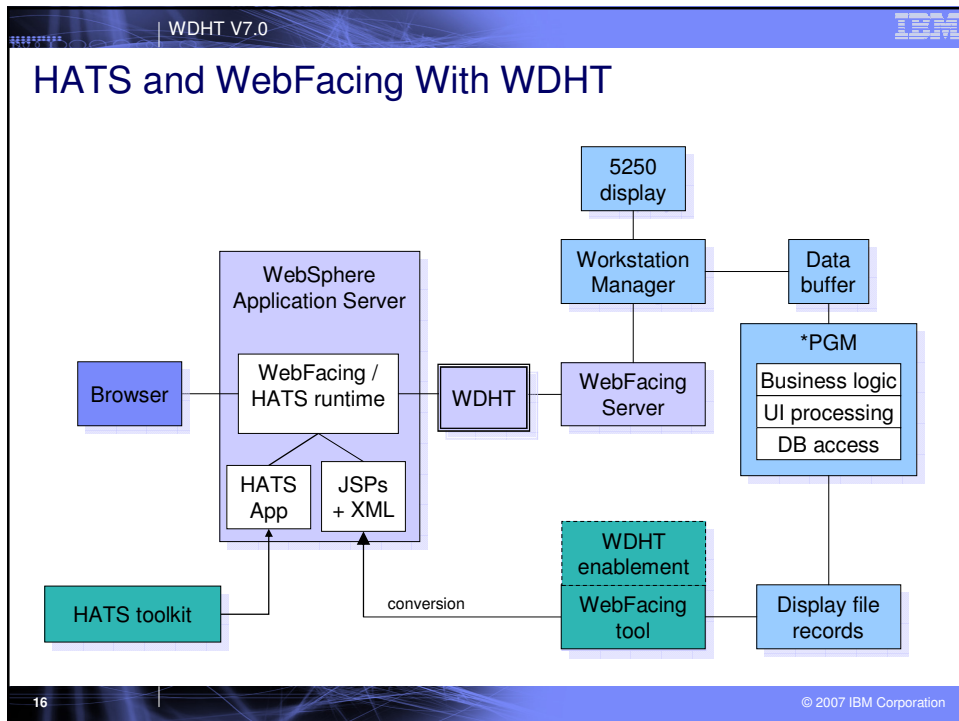 WDHT V7.0
IBM
HATS and WebFacing With WDHT
5250
display
WebSphere
Application Server
Workstation
Manager
Data
buffer
*PGM
Business logic
UI processing
DB access
Browser
WebFacing /
HATS runtime
WDHT
WebFacing
Server
HATS
App
JSPs
+ XML
WDHT
enablement
HATS toolkit
conversion
WebFacing
tool
Display file
records
16
© 2007 IBM Corporation